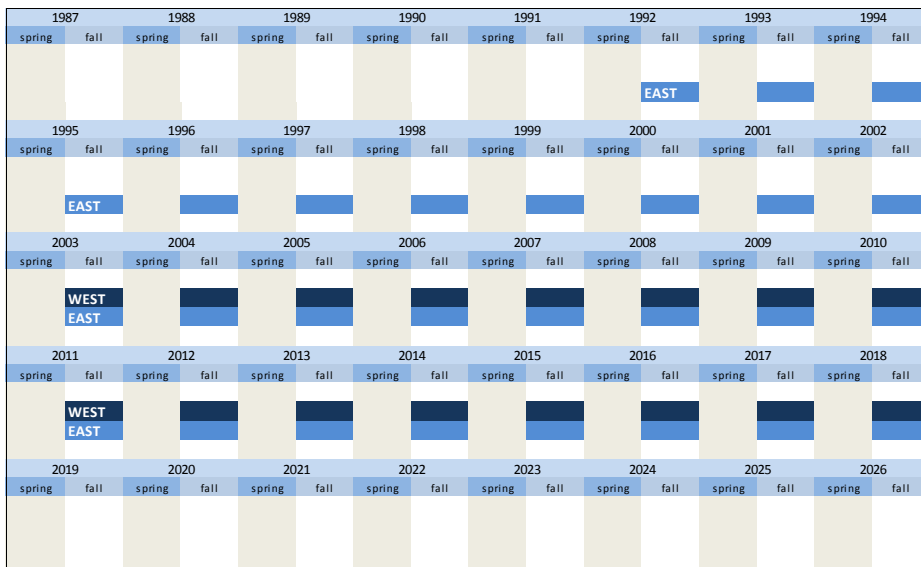 1987 1988 1989 1990 1991 1992 1993 1994
spring fall spring fall spring fall spring fall spring fall spring fall spring fall spring fall
EAST
1995 1996 1997 1998 1999 2000 2001 2002
spring fall spring fall spring fall spring fall spring fall spring fall spring fall spring fall
EAST
2003 2004 2005 2006 2007 2008 2009 2010
spring fall spring fall spring fall spring fall spring fall spring fall spring fall spring fall
WEST
EAST
2011 2012 2013 2014 2015 2016 2017 2018
spring fall spring fall spring fall spring fall spring fall spring fall spring fall spring fall
WEST
EAST
2019 2020 2021 2022 2023 2024 2025 2026
spring fall spring fall spring fall spring fall spring fall spring fall spring fall spring fall